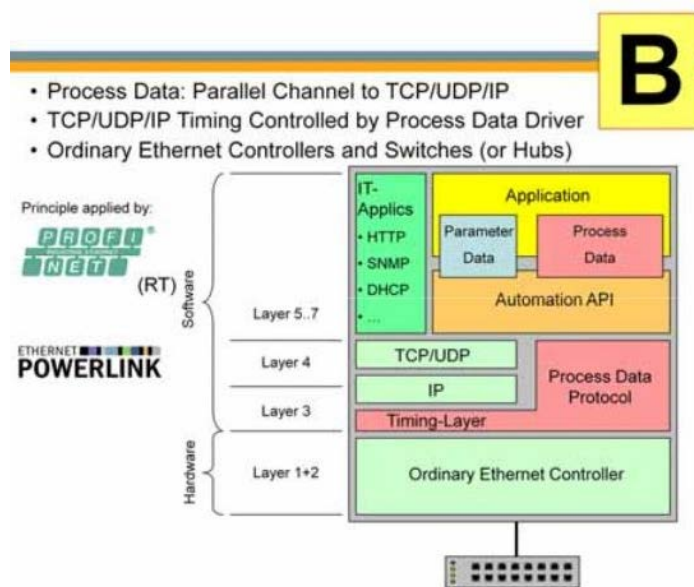 B
• Process Data: Parallel Channel to TCP/UDP/IP
• TCP/UDP/IP Timing Controlled by Process Data Driver
• Ordinary Ethernet Controllers and Switches (or Hubs)
Principle applied by:
PROFI®
NET
(RT)
ETHERNET
POWERLINK
Software
Hardware
Layer 5..7
Layer 4
Layer 3
Layer 1+2
IT-
Applics
• HTTP
• SNMP
• DHCP
• ...
Application
Parameter
Data
Process
Data
Automation API
TCP/UDP
IP
Process Data
Protocol
Timing-Layer
Ordinary Ethernet Controller